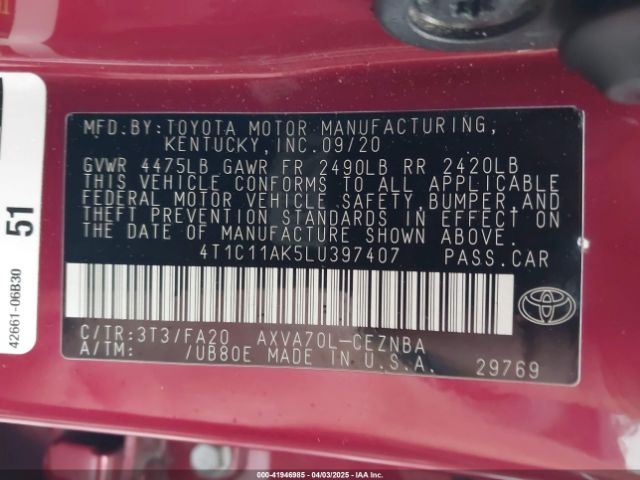 MFD.BY:TOYOTA MOTOR MANUFACTURING,
KENTUCKY, INC.09/20
GVWR 4475LB GAWR FR 2490LB RR 2420LB
THIS VEHICLE CONFORMS TO ALL APPLICABLE
FEDERAL MOTOR VEHICLE SAFETY, BUMPER, AND
THEFT PREVENTION STANDARDS IN EFFECT ON
THE DATE OF MANUFACTURE SHOWN ABOVE.
4T1C11AK5LU397407 PASS.CAR
C/TR:3T3/FA20 AXVA70L-CEZNBA
A/TM: /UB80E MADE IN U.S.A.
29769
51
42661-06B30
000-41946985 - 04/03/2025 - IAAI.COM